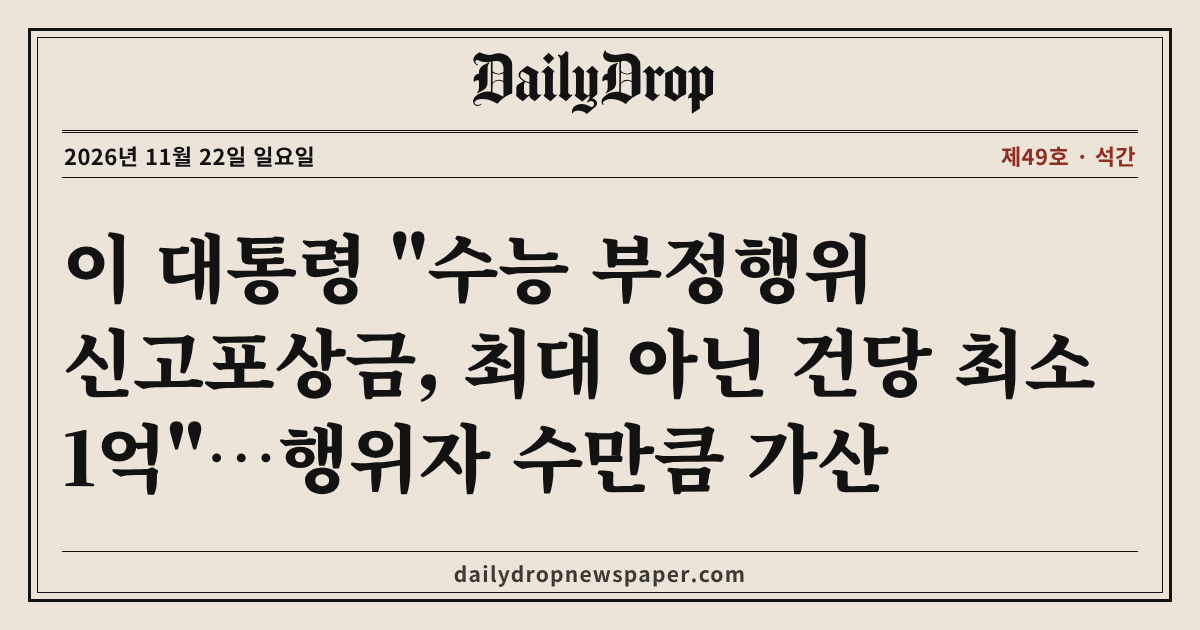 DailyDrop
2026년 11월 22일 일요일
제49호 · 석간
이 대통령 "수능 부정행위
신고포상금, 최대 아닌 건당 최소
1억"…행위자 수만큼 가산
dailydropnewspaper.com